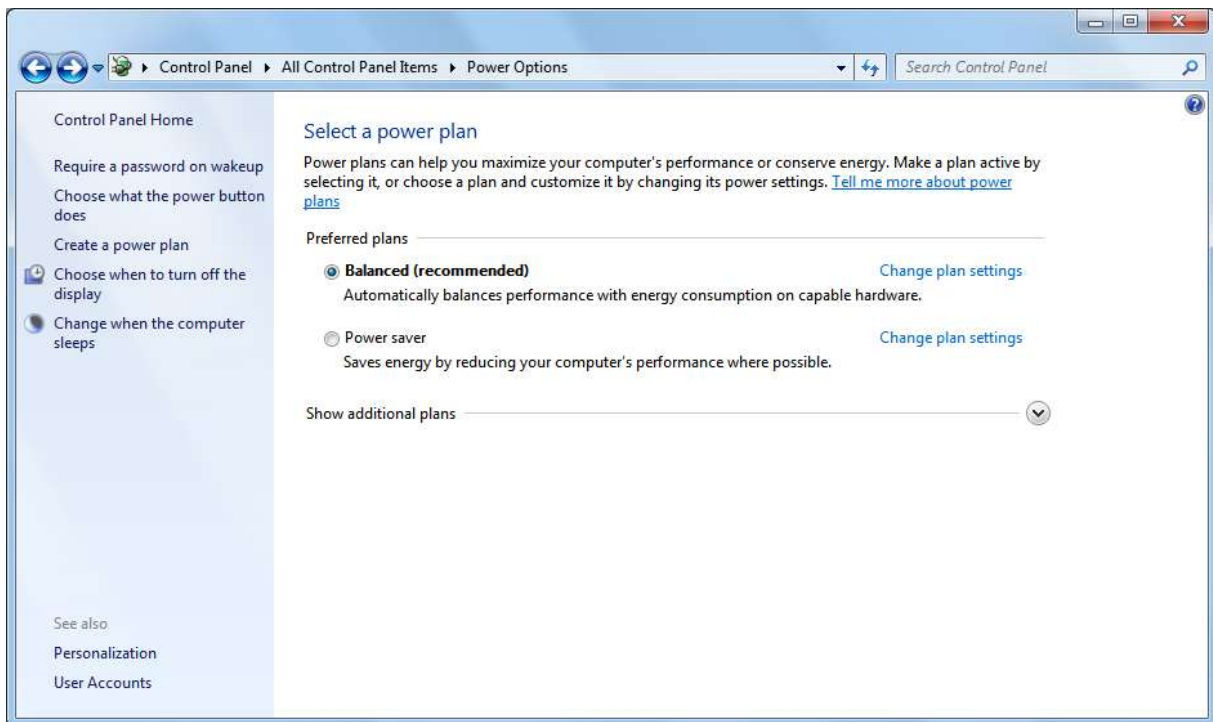 Control Panel All Control Panel Items Power Options
Search Control Panel
Control Panel Home
Require a password on wakeup
Choose what the power button
does
Create a power plan
Choose when to turn off the
display
Change when the computer
sleeps
See also
Personalization
User Accounts
Select a power plan
Power plans can help you maximize your computer's performance or conserve energy. Make a plan active by
selecting it, or choose a plan and customize it by changing its power settings. Tell me more about power
plans
Preferred plans
Balanced (recommended) Change plan settings
Automatically balances performance with energy consumption on capable hardware.
Power saver Change plan settings
Saves energy by reducing your computer's performance where possible.
Show additional plans